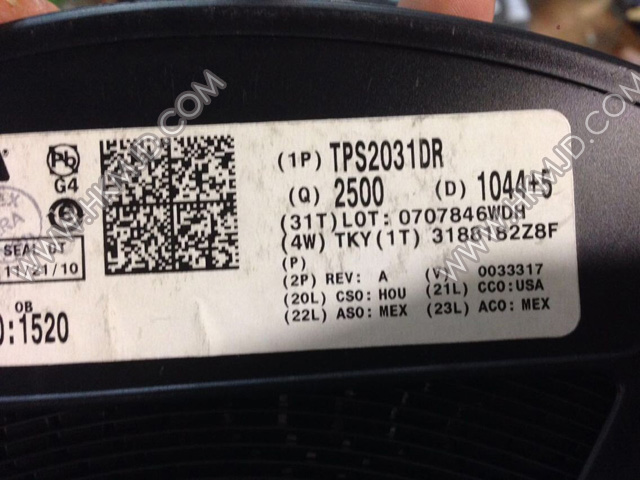 (1P) TPS2031DR
(Q) 2500 (D) 1044+5
(31T)LOT: 0707846WDH
(4W) TKY(1T) 3188182Z8F
(P)
(2P) REV: A (V) 0033317
(20L) CSO: HOU (21L) CCO:USA
(22L) ASO: MEX (23L) ACO: MEX
Pb
G4
SEAL DT
11/21/10
OB
0:1520
WWW.HKMJD.COM
WWW.HKMJD.COM